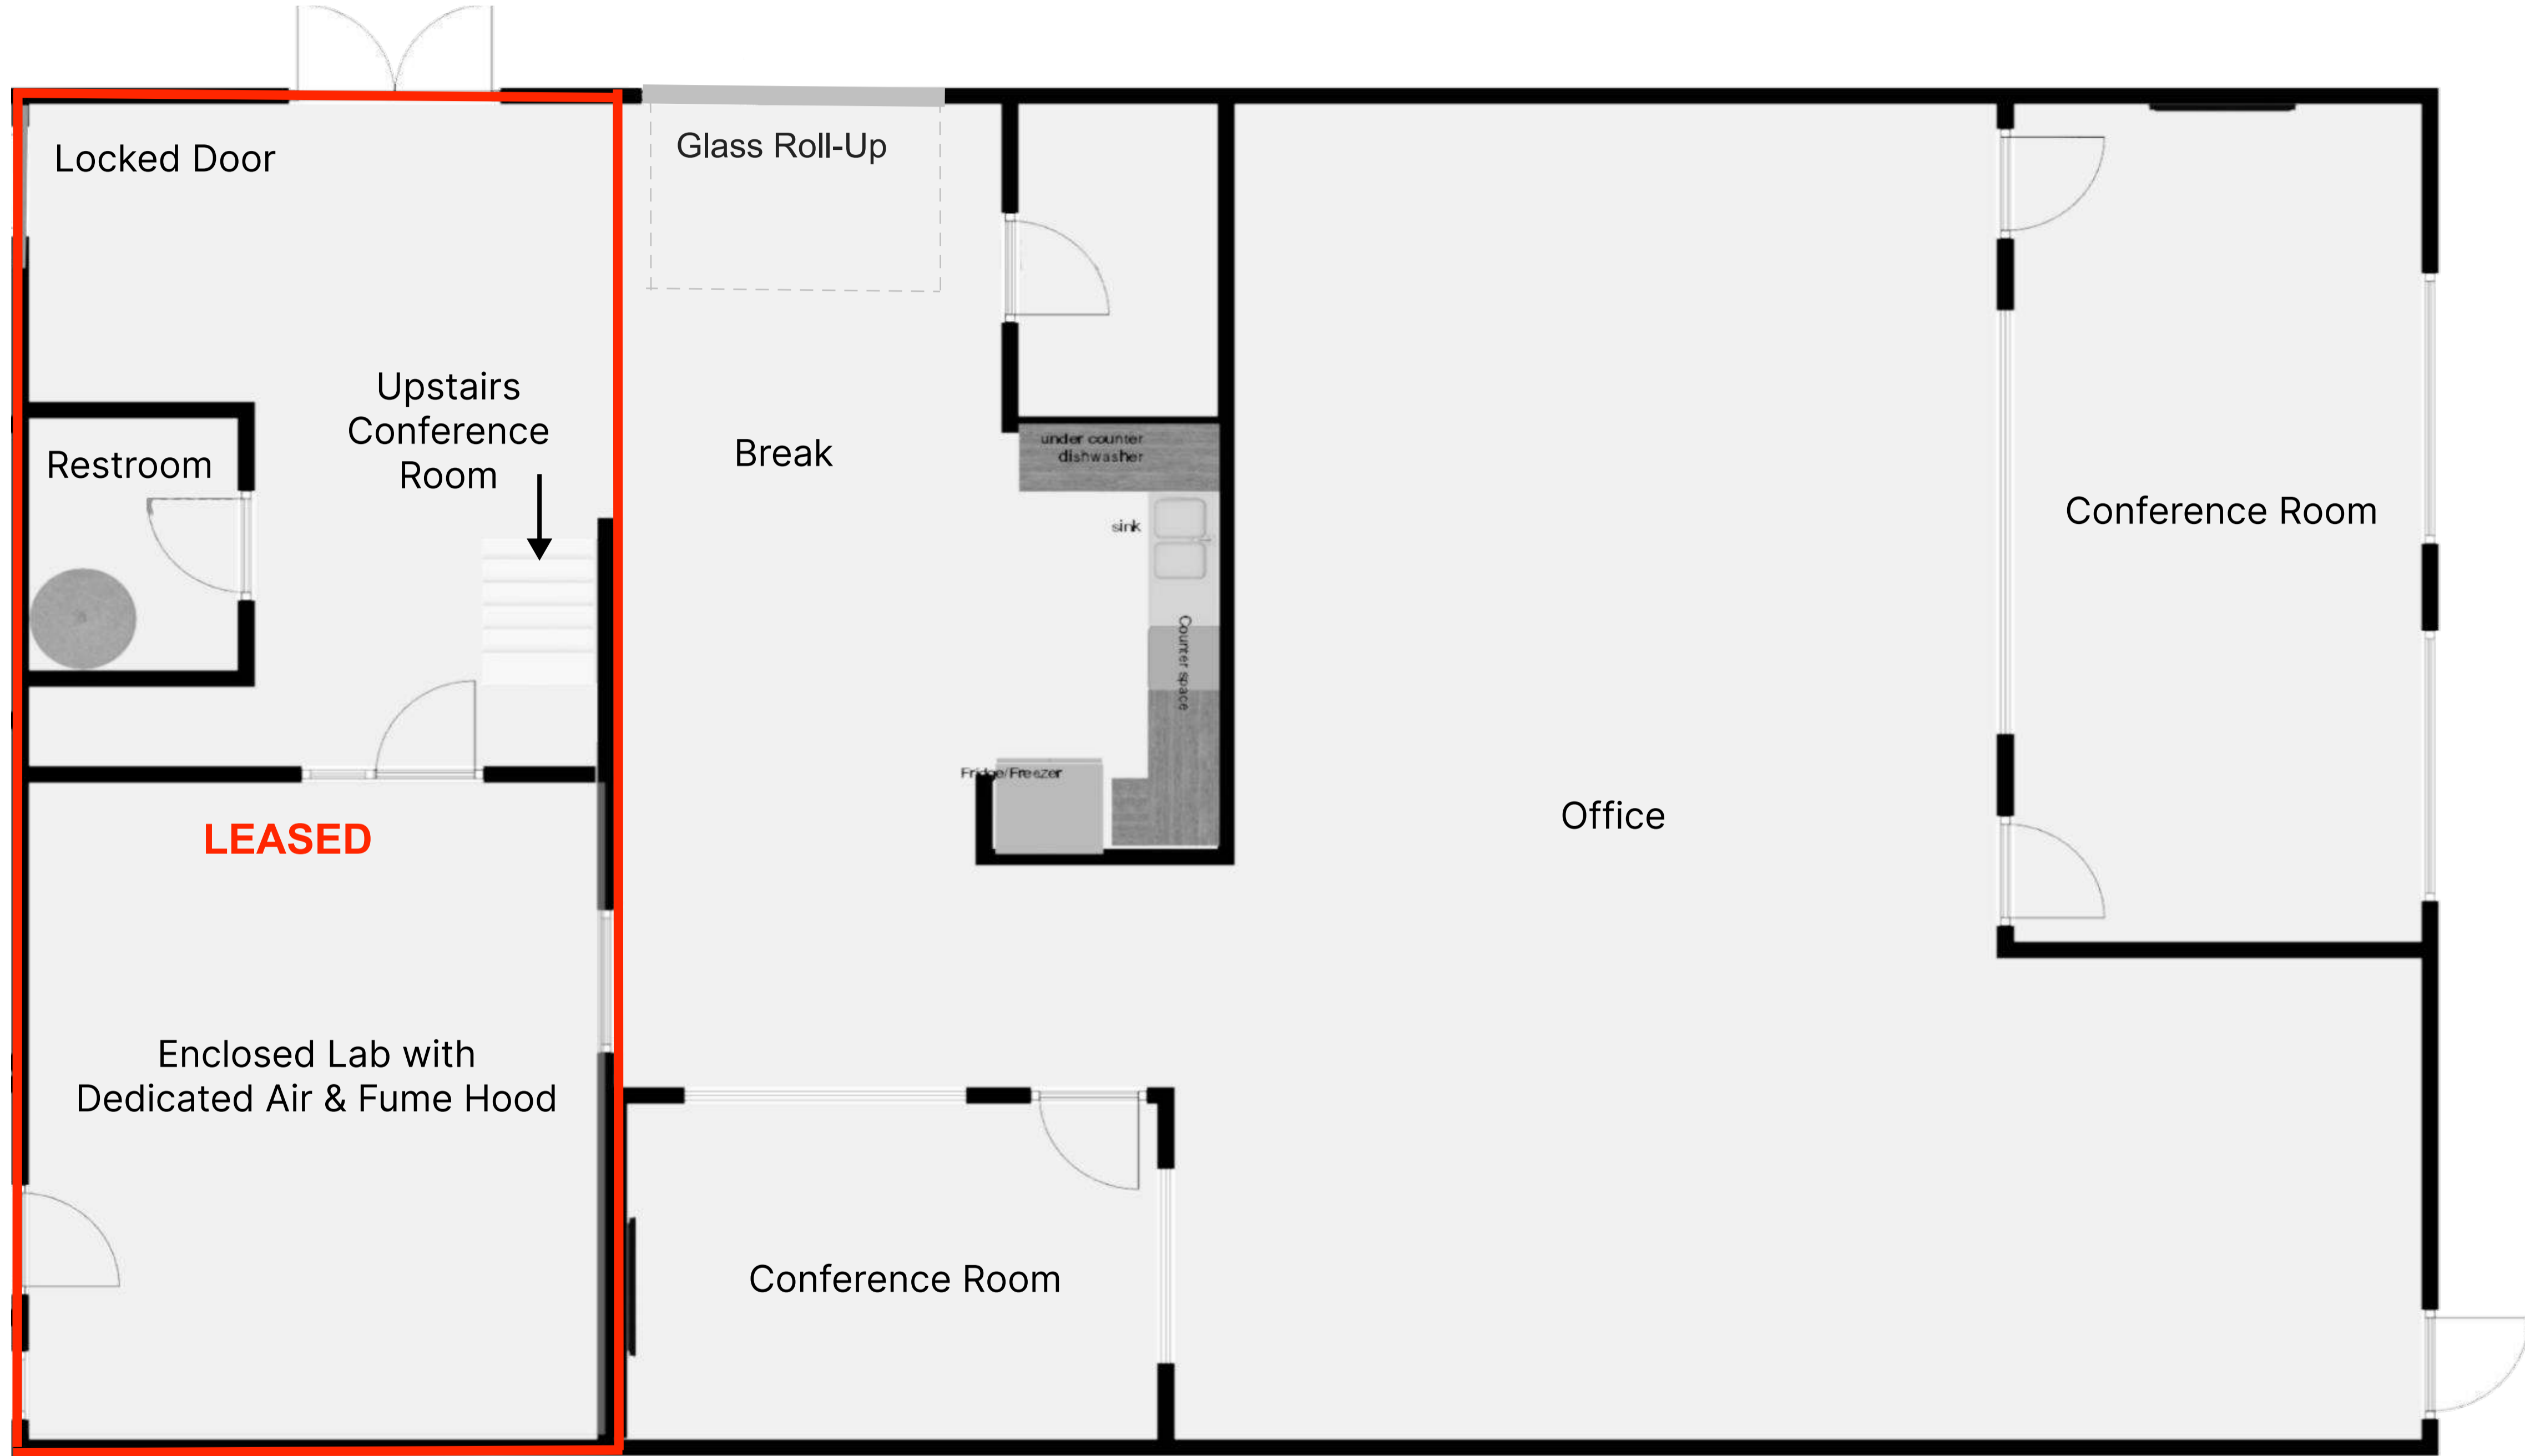 Locked Door
Glass Roll-Up
Upstairs
Conference
Room
Restroom
Break
under counter
dishwasher
sink
Counter space
Fridge/Freezer
Conference Room
Office
LEASED
Enclosed Lab with
Dedicated Air & Fume Hood
Conference Room